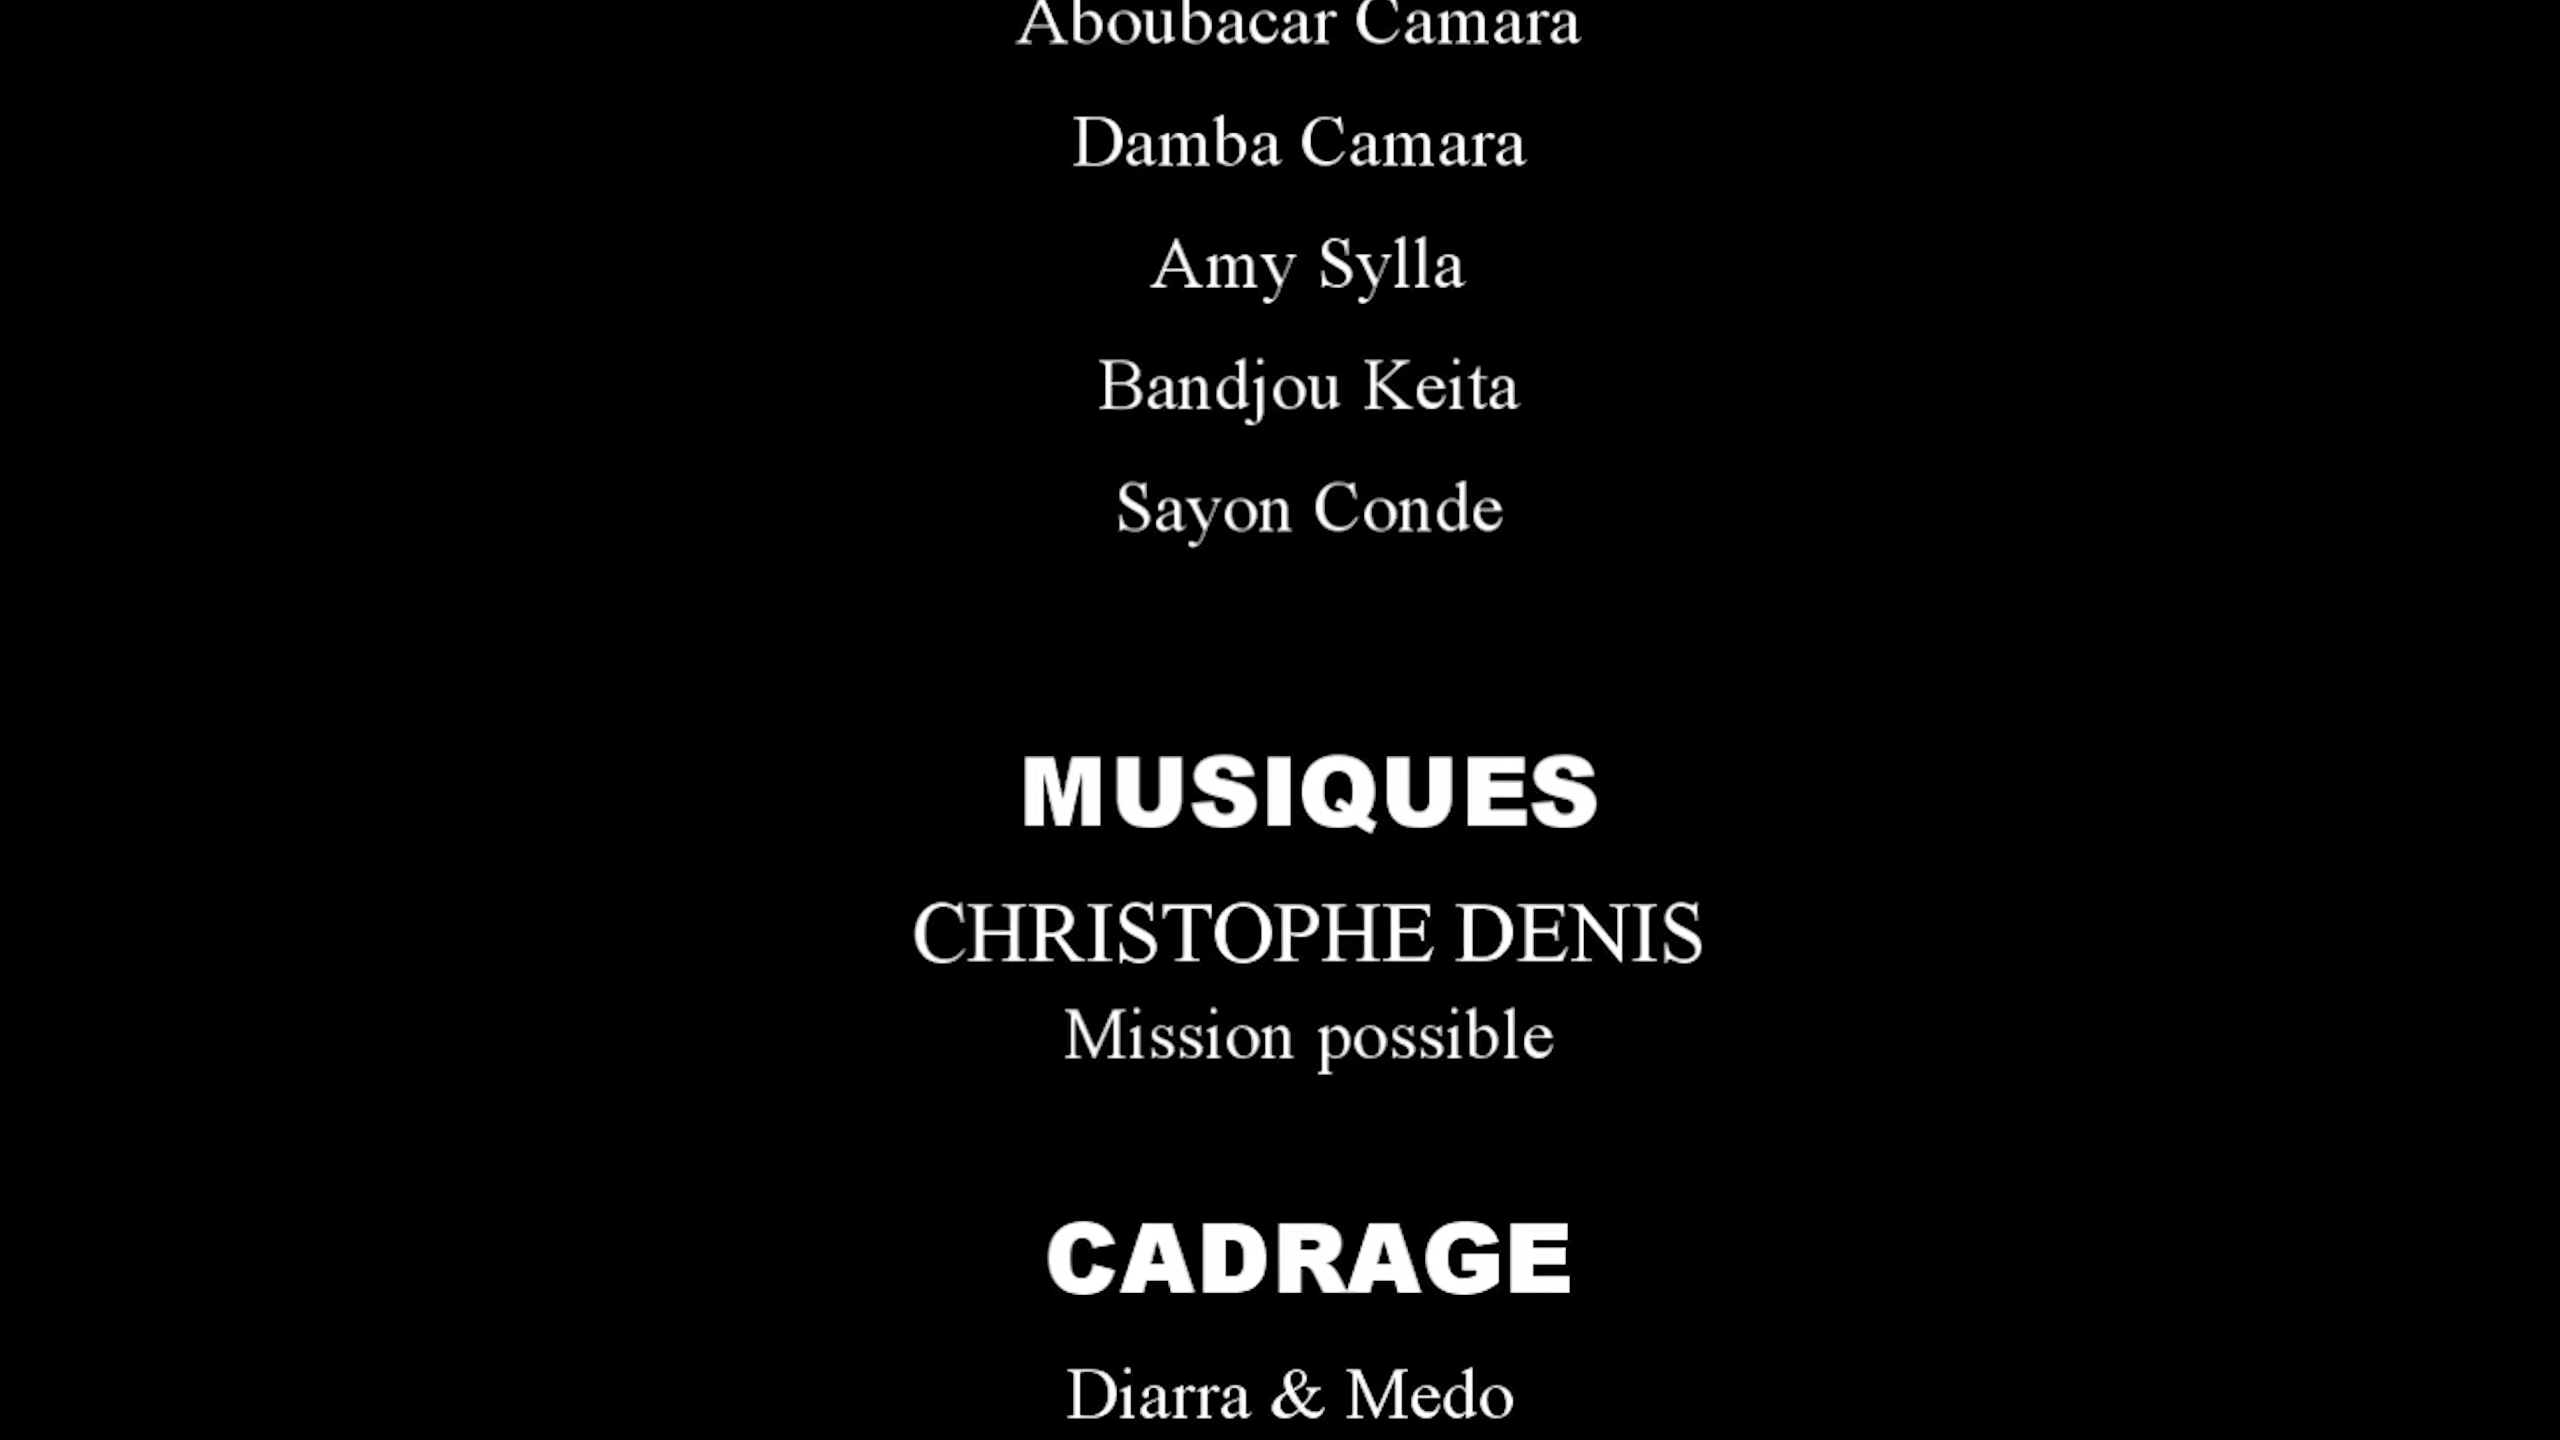 Aboubacar Camara
Damba Camara
Amy Sylla
Bandjou Keita
Sayon Conde
MUSIQUES
CHRISTOPHE DENIS
Mission possible
CADRAGE
Diarra & Medo